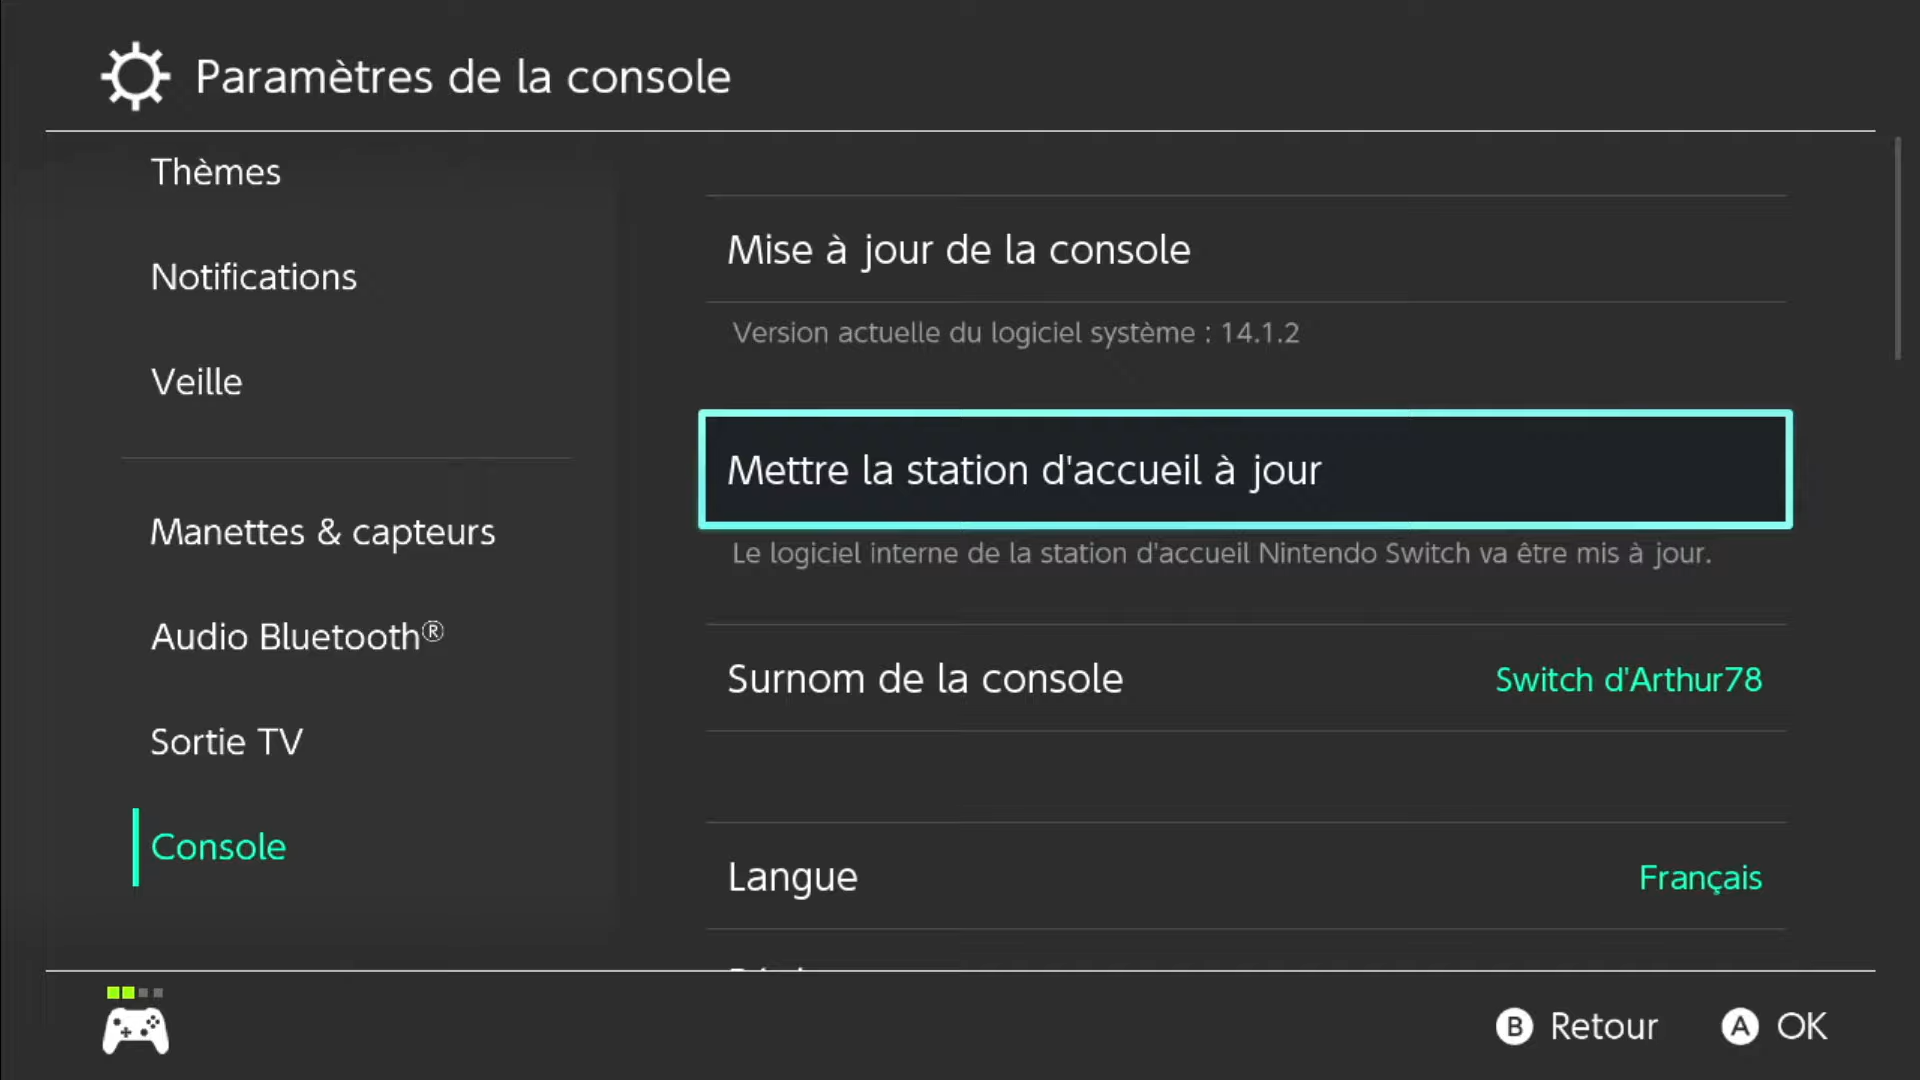 Paramètres de la console
Thèmes
Notifications
Veille
Manettes & capteurs
Audio Bluetooth®
Sortie TV
Console
Mise à jour de la console
Version actuelle du logiciel système : 14.1.2
Mettre la station d'accueil à jour
Le logiciel interne de la station d'accueil Nintendo Switch va être mis à jour.
Surnom de la console Switch d'Arthur78
Langue Français
B Retour A OK